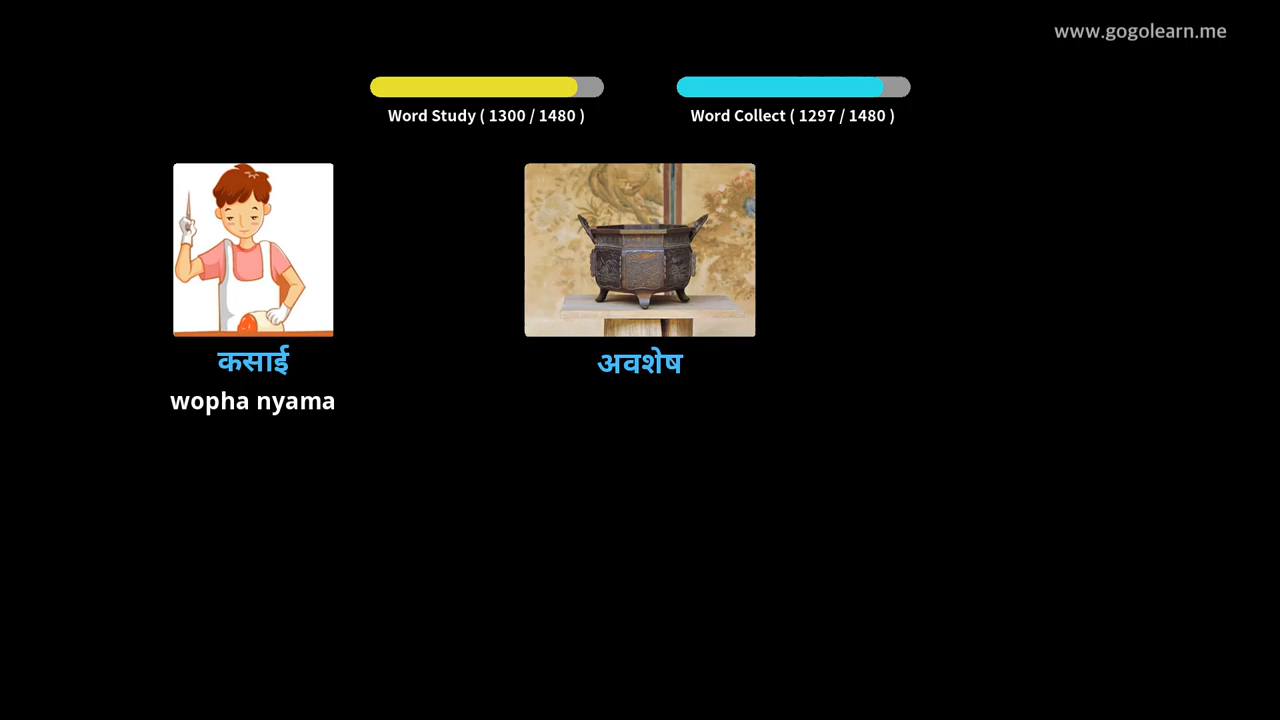 www.gogolearn.me
Word Study ( 1300 / 1480 )
Word Collect ( 1297 / 1480 )
कसाई
wopha nyama
अवशेष